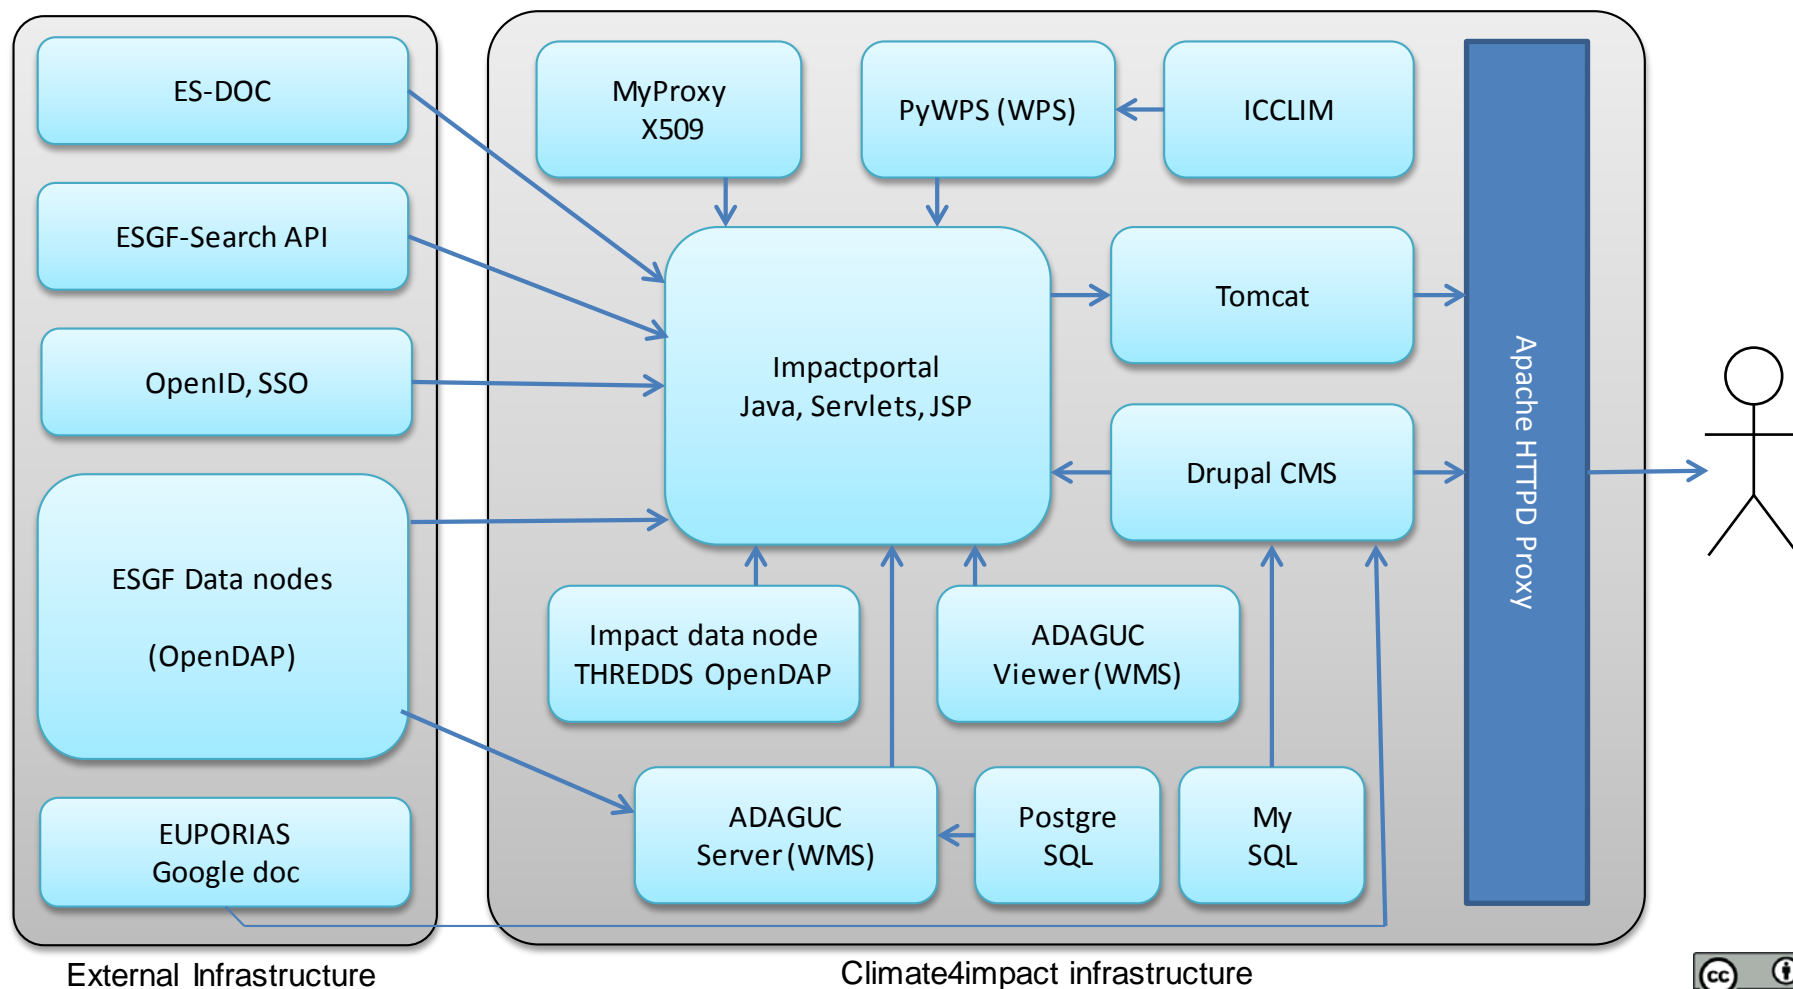 ES-DOC
ESGF-Search API
OpenID, SSO
ESGF Data nodes
(OpenDAP)
EUPORIAS
Google doc
External Infrastructure
MyProxy
X509
PyWPS (WPS)
ICCLIM
Impactportal
Java, Servlets, JSP
Tomcat
Drupal CMS
Impact data node
THREDDS OpenDAP
ADAGUC
Viewer (WMS)
ADAGUC
Server (WMS)
Postgre
SQL
My
SQL
Apache HTTPD Proxy
Climate4impact infrastructure
cc